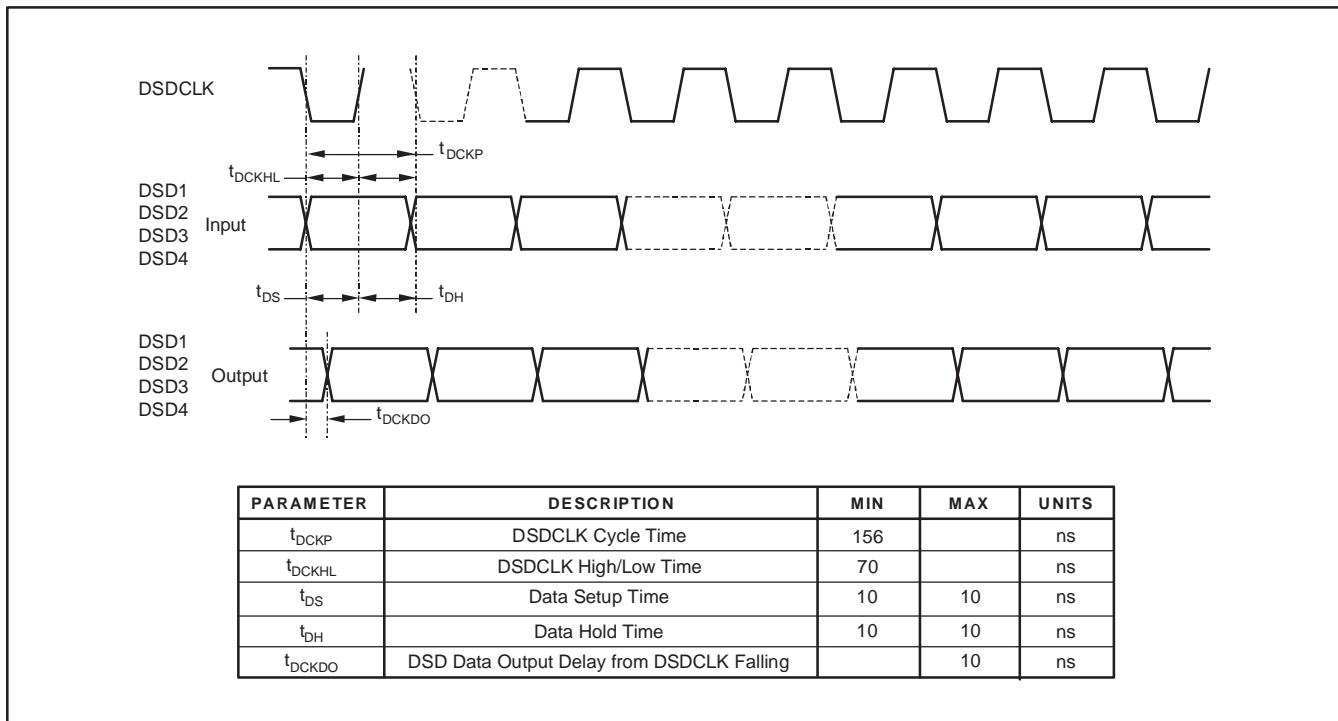 DSDCLK
tDCKP
tDCKHL
DSD1
DSD2
DSD3
DSD4
Input
tDS
tDH
DSD1
DSD2
DSD3
DSD4
Output
tDCKDO
PARAMETER DESCRIPTION MIN MAX UNITS
tDCKP DSDCLK Cycle Time 156 ns
tDCKHL DSDCLK High/Low Time 70 ns
tDS Data Setup Time 10 10 ns
tDH Data Hold Time 10 10 ns
tDCKDO DSD Data Output Delay from DSDCLK Falling 10 ns